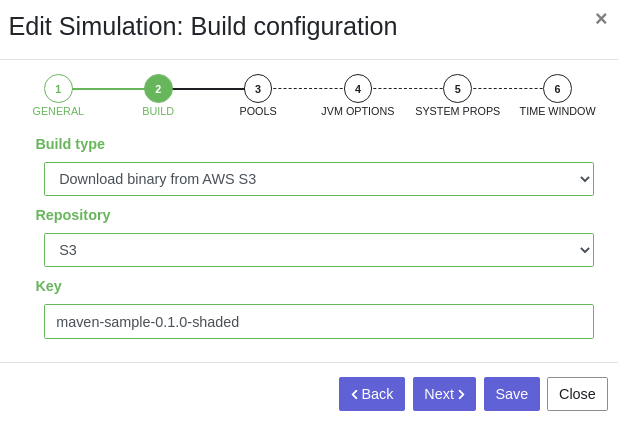 Edit Simulation: Build configuration
×
1 2 3 4 5 6
GENERAL BUILD POOLS JVM OPTIONS SYSTEM PROPS TIME WINDOW
Build type
Download binary from AWS S3
Repository
S3
Key
maven-sample-0.1.0-shaded
Back Next Save Close